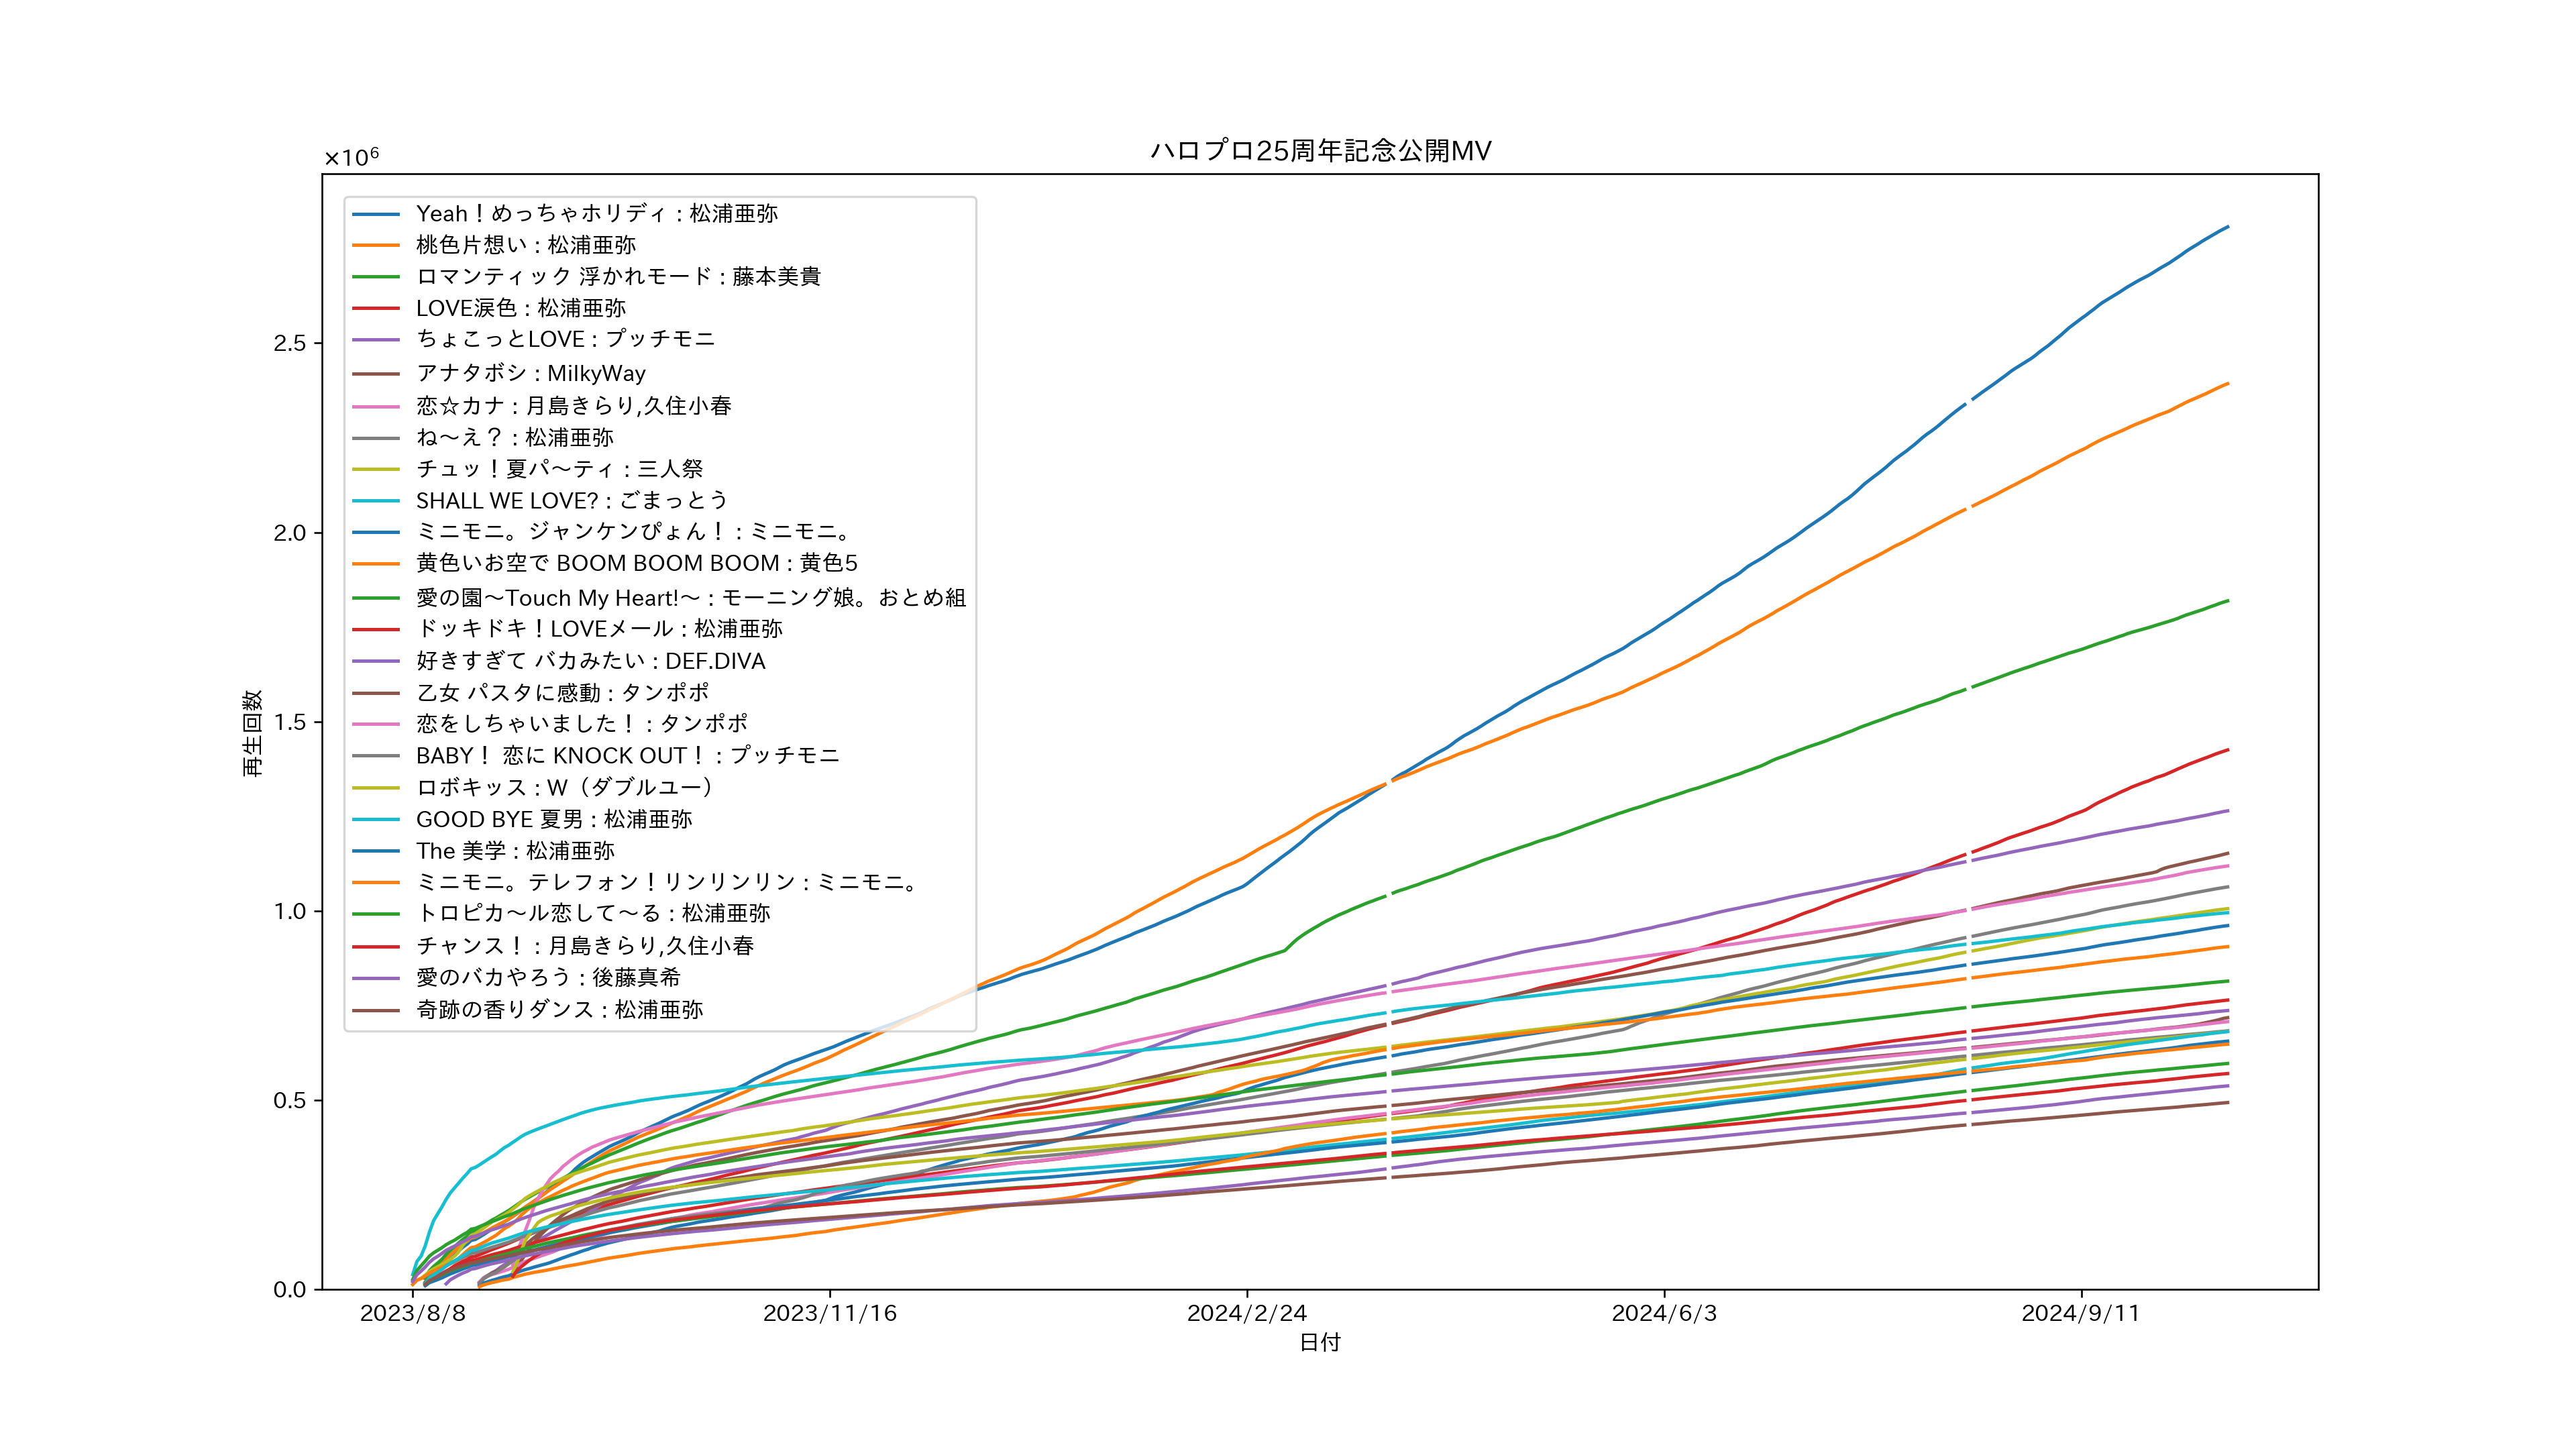 ハロプロ25周年記念公開MV
×10⁶
Yeah！めっちゃホリディ : 松浦亜弥
桃色片想い : 松浦亜弥
ロマンティック 浮かれモード : 藤本美貴
LOVE涙色 : 松浦亜弥
ちょこっとLOVE : プッチモニ
アナタボシ : MilkyWay
恋☆カナ : 月島きらり,久住小春
ね～え？ : 松浦亜弥
チュッ！夏パ～ティ : 三人祭
SHALL WE LOVE? : ごまっとう
ミニモニ。ジャンケンぴょん！ : ミニモニ。
黄色いお空で BOOM BOOM BOOM : 黄色5
愛の園～Touch My Heart!～ : モーニング娘。おとめ組
ドッキドキ！LOVEメール : 松浦亜弥
好きすぎて バカみたい : DEF.DIVA
乙女 パスタに感動 : タンポポ
恋をしちゃいました！ : タンポポ
BABY！ 恋に KNOCK OUT！ : プッチモニ
ロボキッス : W（ダブルユー）
GOOD BYE 夏男 : 松浦亜弥
The 美学 : 松浦亜弥
ミニモニ。テレフォン！リンリンリン : ミニモニ。
トロピカ～ル恋して～る : 松浦亜弥
チャンス！ : 月島きらり,久住小春
愛のバカやろう : 後藤真希
奇跡の香りダンス : 松浦亜弥
2.5
2.0
1.5
1.0
0.5
0.0
再生回数
2023/8/8
2023/11/16
2024/2/24
2024/6/3
2024/9/11
日付